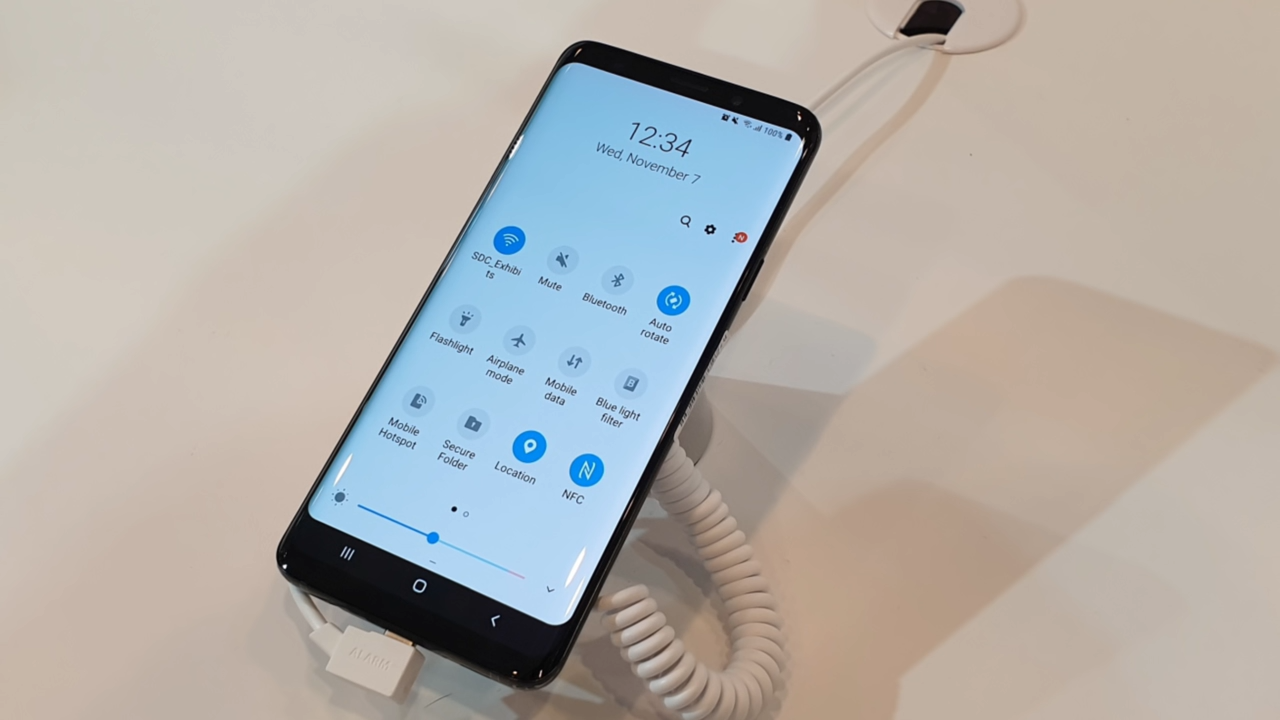 100%
12:34
Wed, November 7
N
SDC_Exhibi
ts
Mute
Bluetooth
Auto
rotate
Flashlight
Airplane
mode
Mobile
data
Blue light
filter
Mobile
Hotspot
Secure
Folder
Location
NFC
ALARM